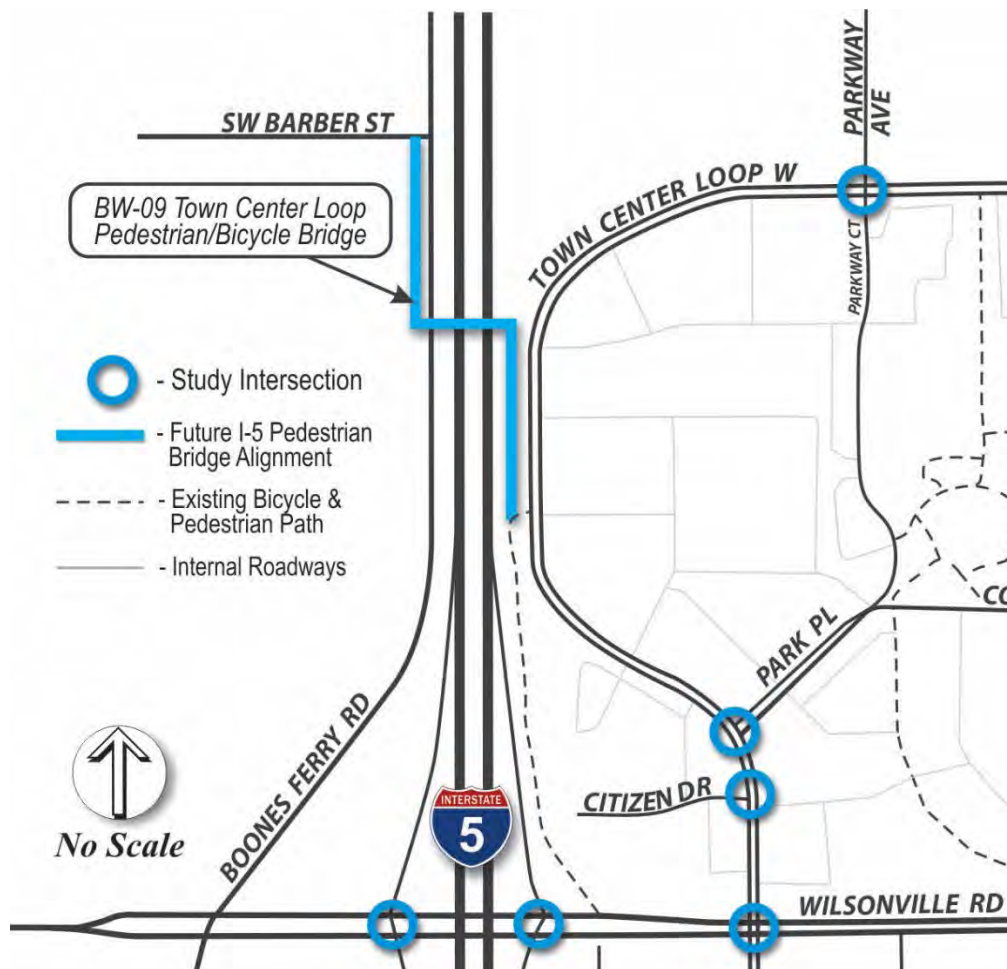 PARKWAY
AVE
SW BARBER ST
BW-09 Town Center Loop
Pedestrian/Bicycle Bridge
TOWN CENTER LOOP W
PARKWAY CT
- Study Intersection
- Future I-5 Pedestrian
Bridge Alignment
- Existing Bicycle &
Pedestrian Path
- Internal Roadways
PARK PL
BOONES FERRY RD
No Scale
INTERSTATE
5
CITIZEN DR
WILSONVILLE RD